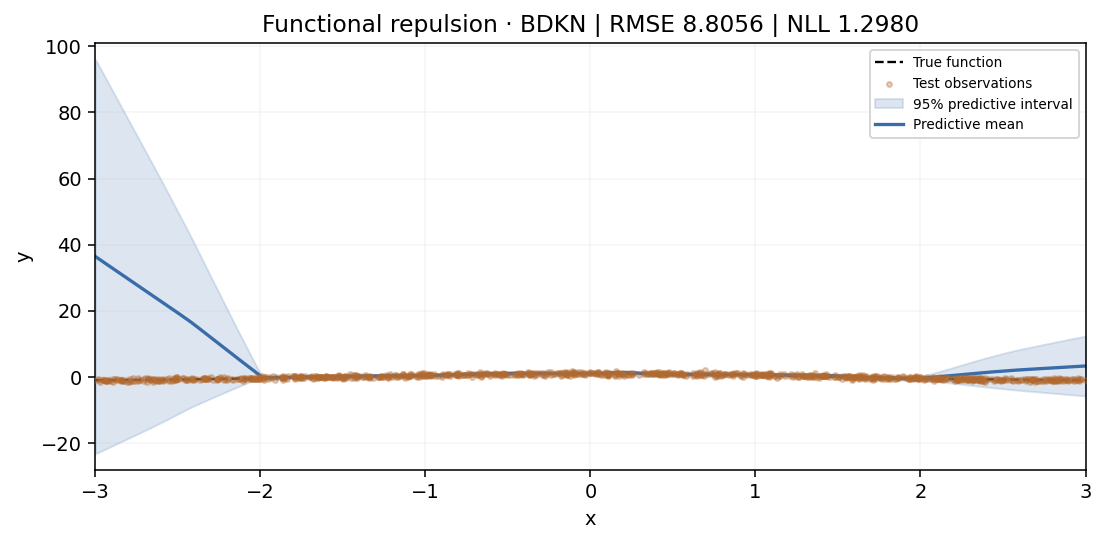 Functional repulsion · BDKN | RMSE 8.8056 | NLL 1.2980
100
80
60
40
20
0
−20
y
True function
Test observations
95% predictive interval
Predictive mean
−3 −2 −1 0 1 2 3
x